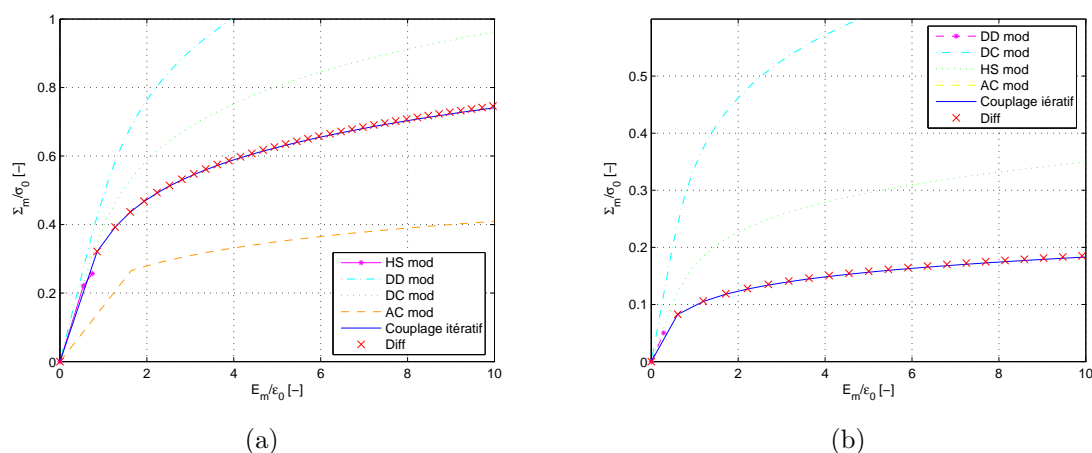 1
0.8
0.6
0.4
0.2
0
0
2
4
6
8
10
Σm/σ0 [−]
Em/ε0 [−]
HS mod
DD mod
DC mod
AC mod
Couplage itératif
Diff
(a)
0.5
0.4
0.3
0.2
0.1
0
0
2
4
6
8
10
Σm/σ0 [−]
Em/ε0 [−]
DD mod
DC mod
HS mod
AC mod
Couplage iératif
Diff
(b)